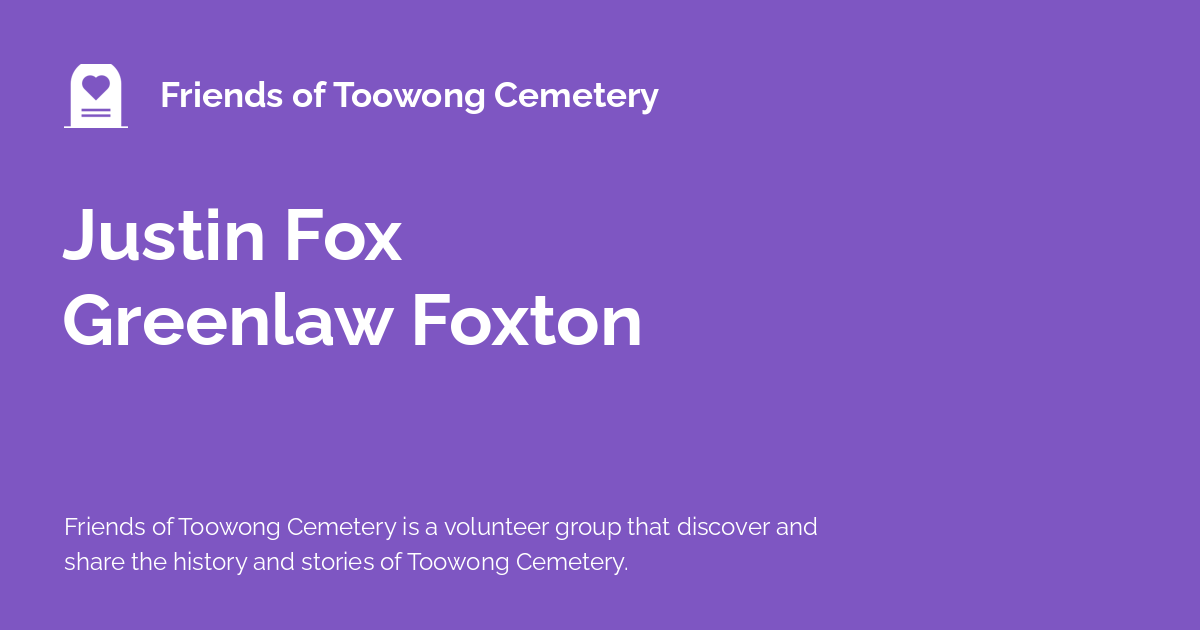 Friends of Toowong Cemetery
Justin Fox
Greenlaw Foxton
Friends of Toowong Cemetery is a volunteer group that discover and
share the history and stories of Toowong Cemetery.